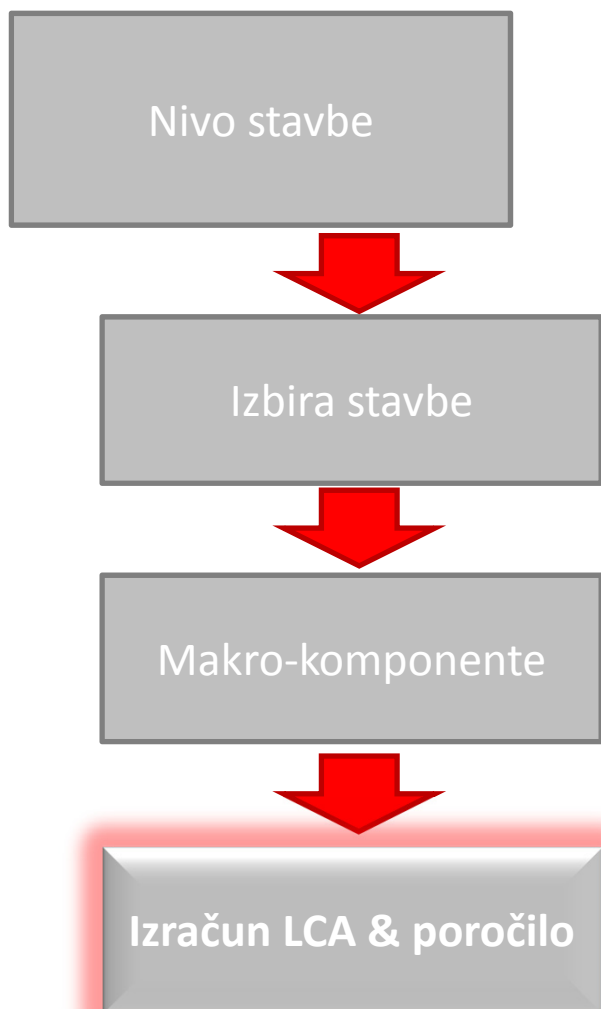 Nivo stavbe
Izbira stavbe
Makro-komponente
Izračun LCA & poročilo